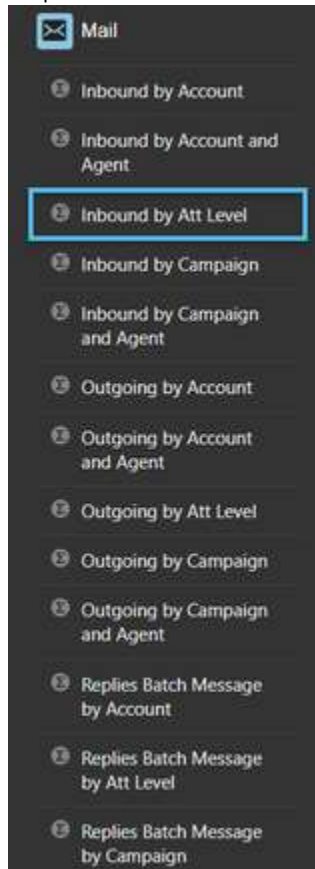 Mail
Inbound by Account
Inbound by Account and
Agent
Inbound by Att Level
Inbound by Campaign
Inbound by Campaign
and Agent
Outgoing by Account
Outgoing by Account
and Agent
Outgoing by Att Level
Outgoing by Campaign
Outgoing by Campaign
and Agent
Replies Batch Message
by Account
Replies Batch Message
by Att Level
Replies Batch Message
by Campaign